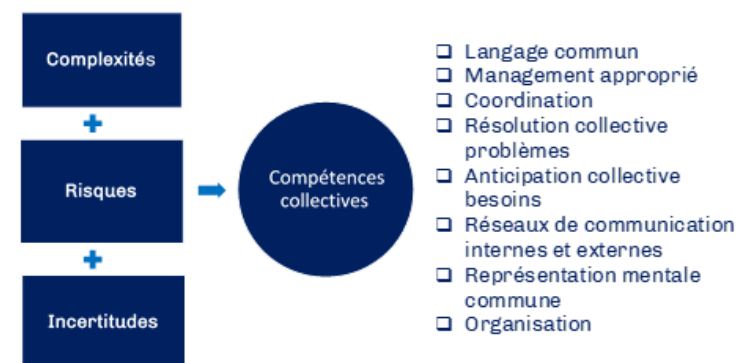 Complexités
+
Risques
+
Incertitudes
Compétences
collectives
❑ Langage commun
❑ Management approprié
❑ Coordination
❑ Résolution collective
problèmes
❑ Anticipation collective
besoins
❑ Réseaux de communication
internes et externes
❑ Représentation mentale
commune
❑ Organisation